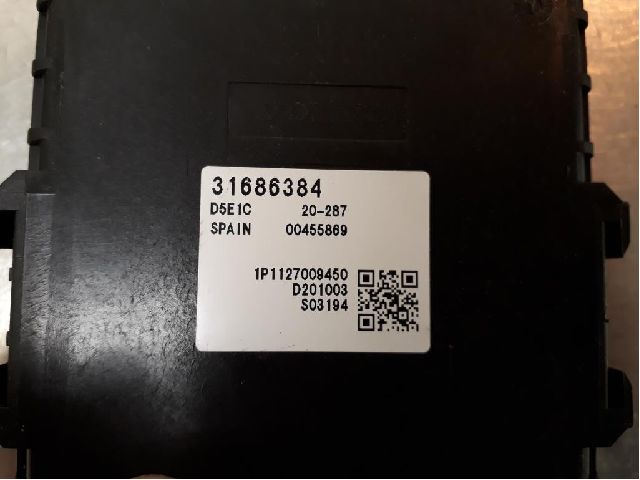 31686384
D5E1C 20-287
SPAIN 00455869
1P1127009450
D201003
S03194